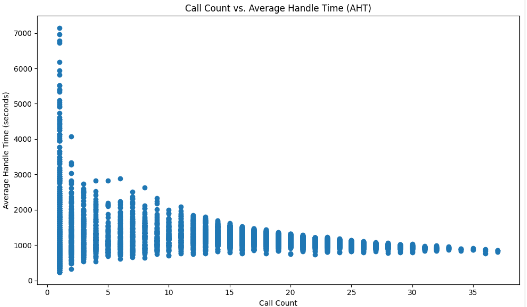 Call Count vs. Average Handle Time (AHT)
Average Handle Time (seconds)
7000
6000
5000
4000
3000
2000
1000
0
0 5 10 15 20 25 30 35
Call Count